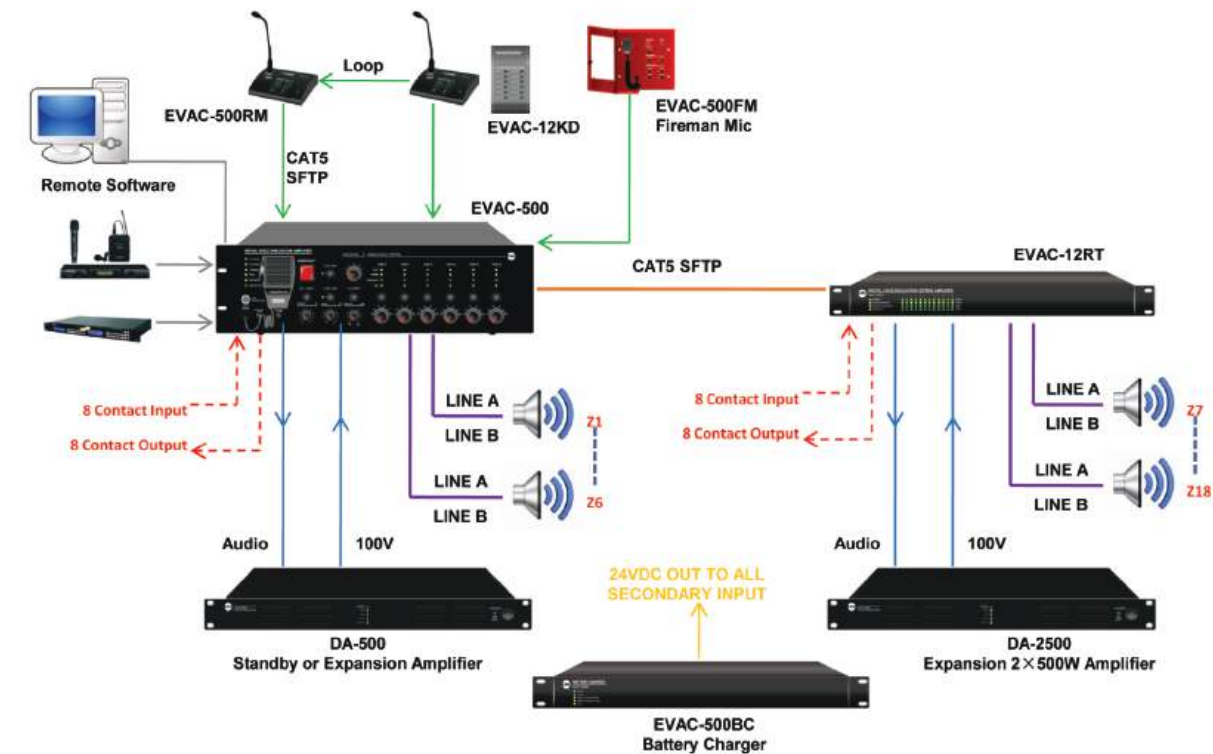 Loop
EVAC-500RM
EVAC-12KD
EVAC-500FM
Fireman Mic
CAT5
SFTP
Remote Software
EVAC-500
CAT5 SFTP
EVAC-12RT
8 Contact Input
8 Contact Output
LINE A
LINE B
Z1
LINE A
LINE B
Z6
8 Contact Input
8 Contact Output
LINE A
LINE B
Z7
LINE A
LINE B
Z18
Audio
100V
Audio
100V
24VDC OUT TO ALL
SECONDARY INPUT
DA-500
Standby or Expansion Amplifier
DA-2500
Expansion 2×500W Amplifier
EVAC-500BC
Battery Charger